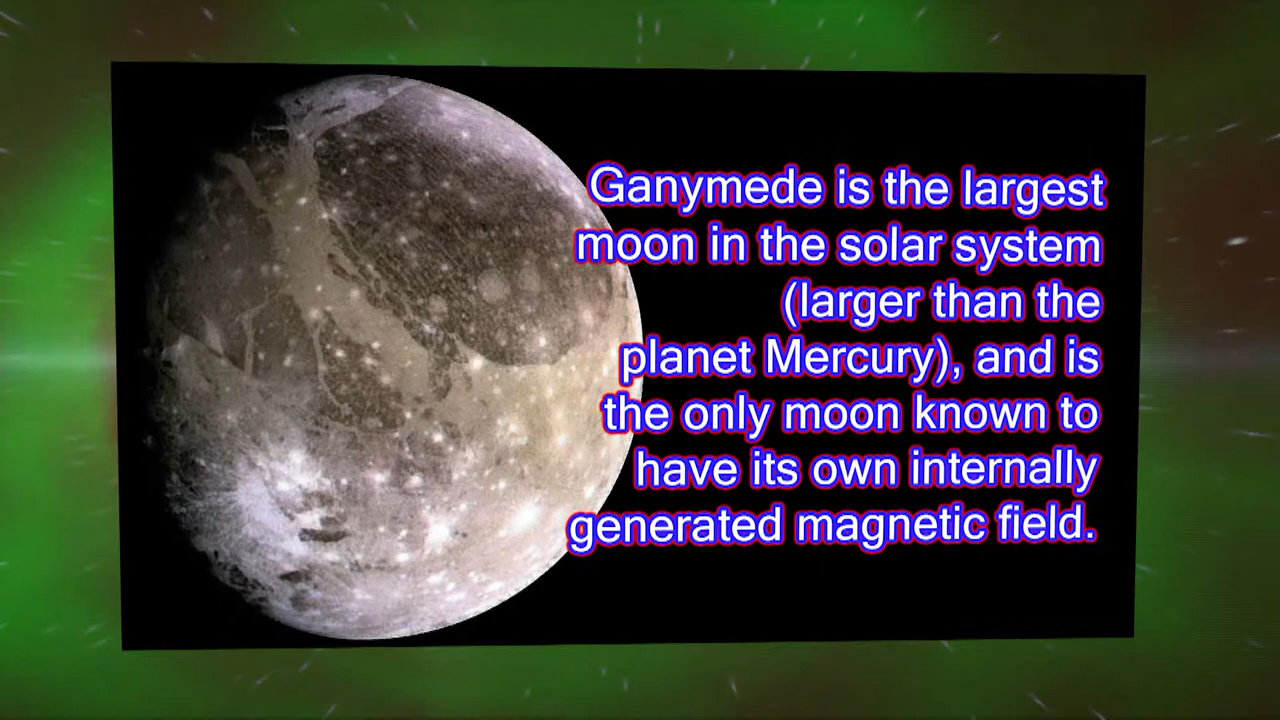 Ganymede is the largest
moon in the solar system
(larger than the
planet Mercury), and is
the only moon known to
have its own internally
generated magnetic field.